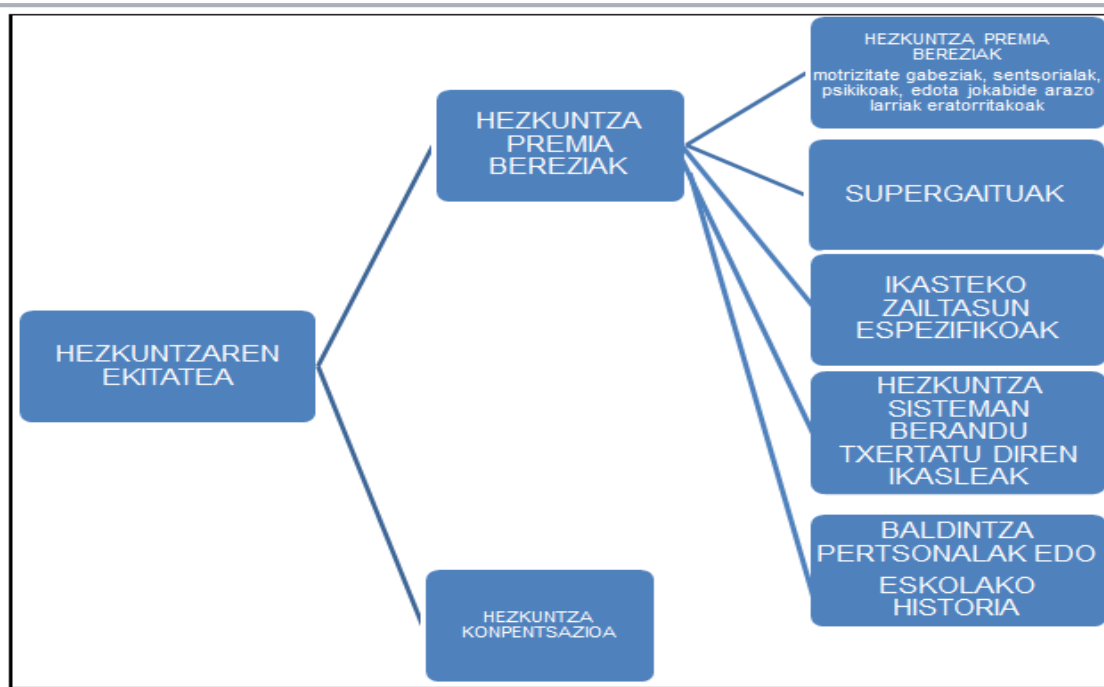 HEZKUNTZAREN
EKITATEA
HEZKUNTZA
PREMIA
BEREZIAK
HEZKUNTZA
KONPENTSAZIOA
HEZKUNTZA PREMIA
BEREZIAK
motrizitate gabeziak, sentsorialak,
psikikoak, edota jokabide arazo
larriak eratorritakoak
SUPERGAITUAK
IKASTEKO
ZAILTASUN
ESPEZIFIKOAK
HEZKUNTZA
SISTEMAN
BERANDU
TXERTATU DIREN
IKASLEAK
BALDINTZA
PERTSONALAK EDO
ESKOLAKO
HISTORIA